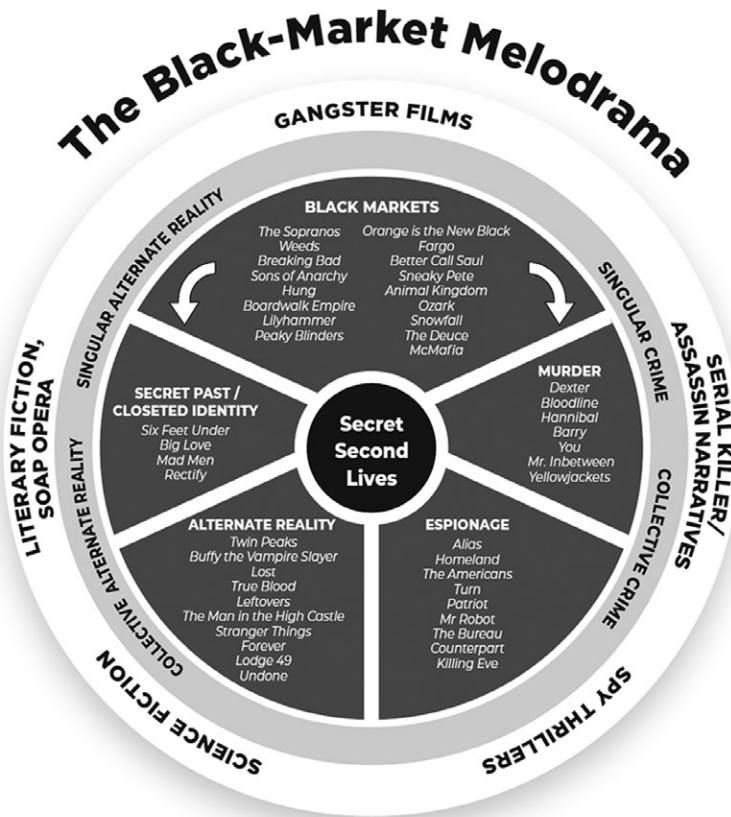 The Black-Market Melodrama
GANGSTER FILMS
SINGULAR ALTERNATE REALITY
SINGULAR CRIME
LITERARY FICTION,
SOAP OPERA
SERIAL KILLER/
ASSASSIN NARRATIVES
BLACK MARKETS
The Sopranos
Weeds
Breaking Bad
Sons of Anarchy
Hung
Boardwalk Empire
Lilyhammer
Peaky Blinders
Orange is the New Black
Fargo
Better Call Saul
Sneaky Pete
Animal Kingdom
Ozark
Snowfall
The Deuce
McMafia
SECRET PAST /
CLOSETED IDENTITY
Six Feet Under
Big Love
Mad Men
Rectify
Secret
Second
Lives
MURDER
Dexter
Bloodline
Hannibal
Barry
You
Mr. Inbetween
Yellowjackets
ALTERNATE REALITY
Twin Peaks
Buffy the Vampire Slayer
Lost
True Blood
Leftovers
The Man in the High Castle
Stranger Things
Forever
Lodge 49
Undone
ESPIONAGE
Alias
Homeland
The Americans
Turn
Patriot
Mr Robot
The Bureau
Counterpart
Killing Eve
COLLECTIVE ALTERNATE REALITY
COLLECTIVE CRIME
SCIENCE FICTION
SPY THRILLERS